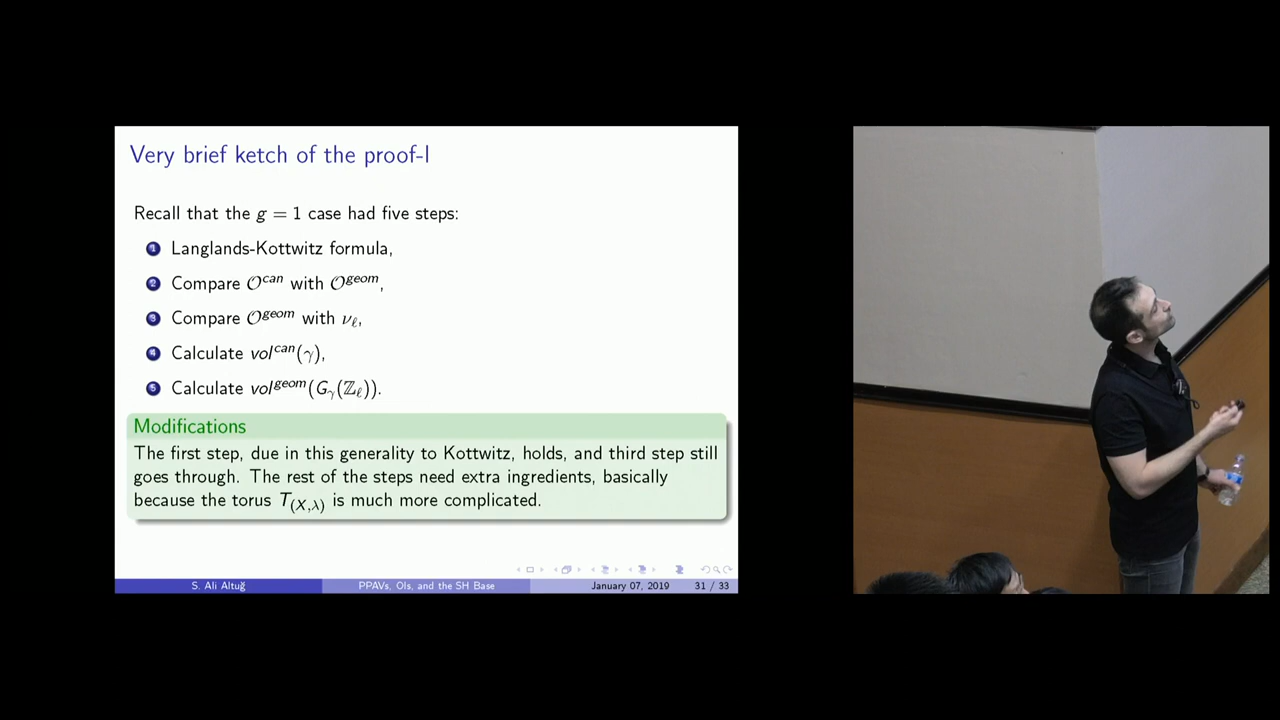 Very brief ketch of the proof-I
Recall that the g = 1 case had five steps:
1 Langlands-Kottwitz formula,
2 Compare 𝒪^can with 𝒪^geom,
3 Compare 𝒪^geom with ν_ℓ,
4 Calculate vol^can(γ),
5 Calculate vol^geom(G_γ(ℤ_ℓ)).
Modifications
The first step, due in this generality to Kottwitz, holds, and third step still
goes through. The rest of the steps need extra ingredients, basically
because the torus T_(X,λ) is much more complicated.
S. Ali Altuğ PPAVs, OIs, and the SH Base January 07, 2019 31 / 33